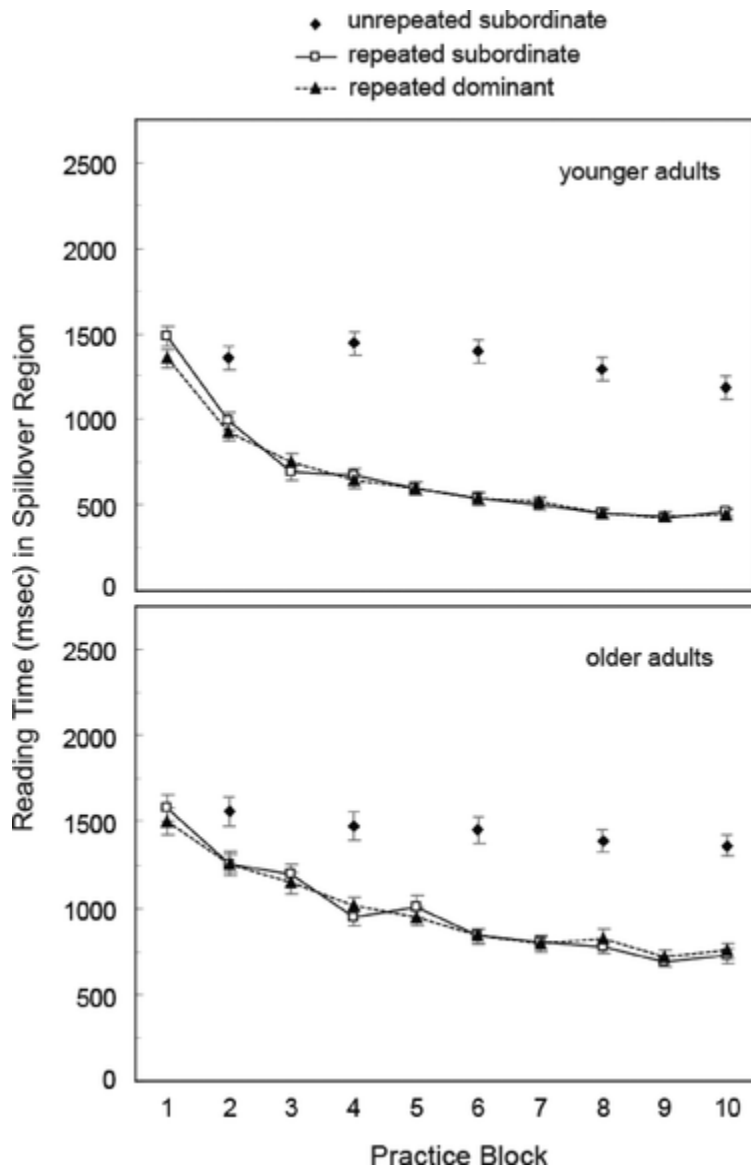 unrepeated subordinate
repeated subordinate
repeated dominant
younger adults
2500
2000
1500
1000
500
0
older adults
2500
2000
1500
1000
500
0
Reading Time (msec) in Spillover Region
1 2 3 4 5 6 7 8 9 10
Practice Block